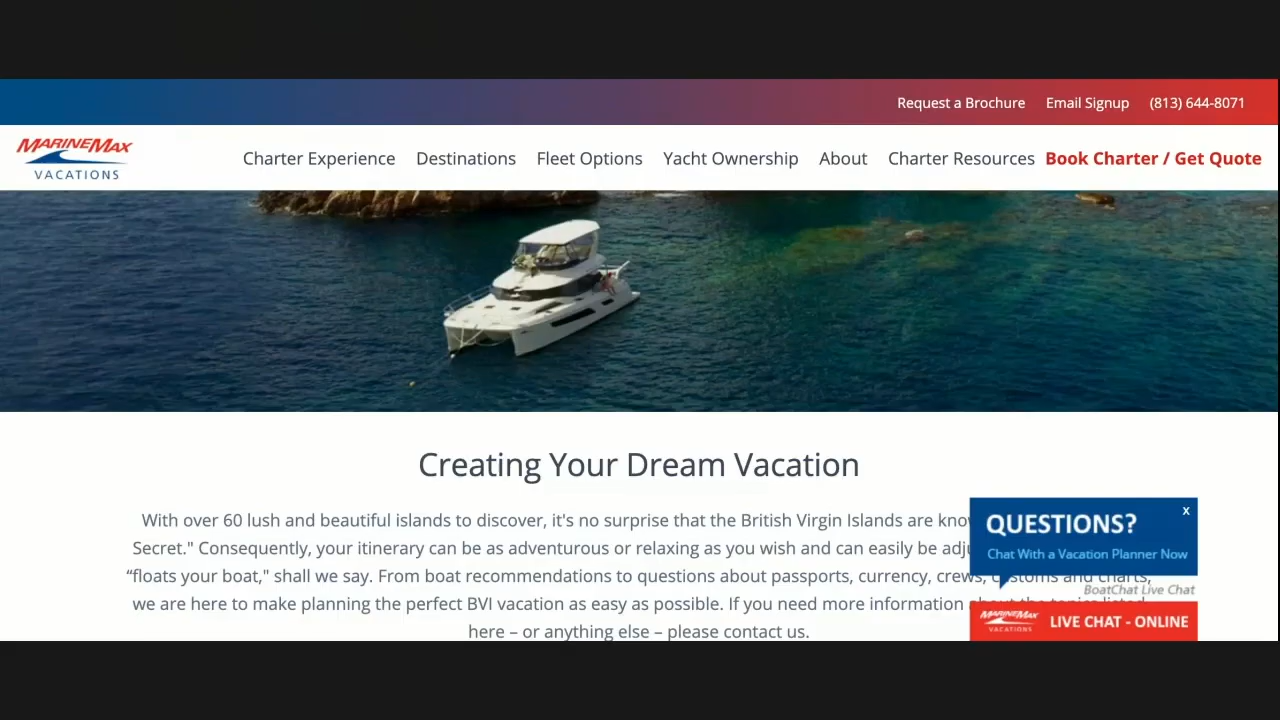 Request a Brochure Email Signup (813) 644-8071
MARINEMAX
VACATIONS
Charter Experience Destinations Fleet Options Yacht Ownership About Charter Resources Book Charter / Get Quote
Creating Your Dream Vacation
With over 60 lush and beautiful islands to discover, it's no surprise that the British Virgin Islands are
Secret." Consequently, your itinerary can be as adventurous or relaxing as you wish and can easily be
“floats your boat," shall we say. From boat recommendations to questions about passports, currency, crews, customs and charts,
we are here to make planning the perfect BVI vacation as easy as possible. If you need more information
here – or anything else – please contact us.
QUESTIONS? x
Chat With a Vacation Planner Now
BoatChat Live Chat
MARINEMAX
VACATIONS
LIVE CHAT - ONLINE